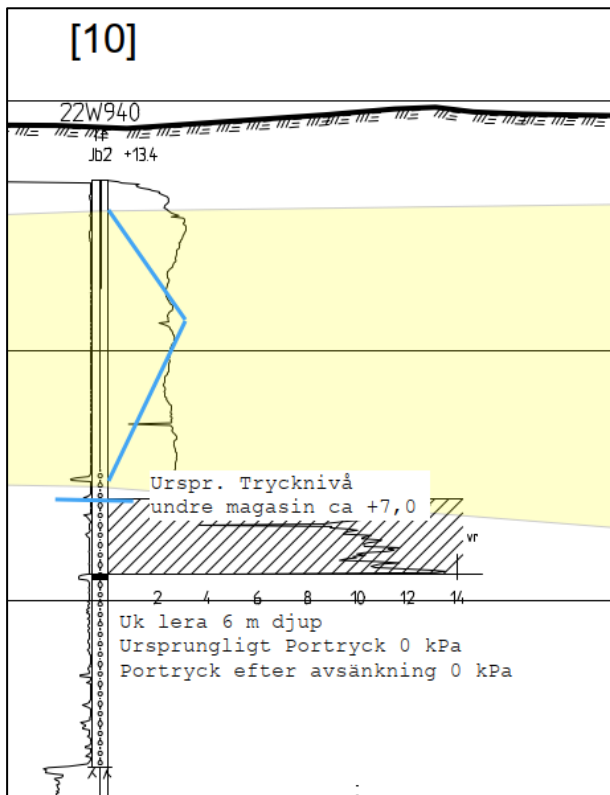 [10]
22W940
Jb2 +13.4
Urspr. Trycknivå
undre magasin ca +7,0
vr
2 4 6 8 10 12 14
Uk lera 6 m djup
Ursprungligt Portryck 0 kPa
Portryck efter avsänkning 0 kPa